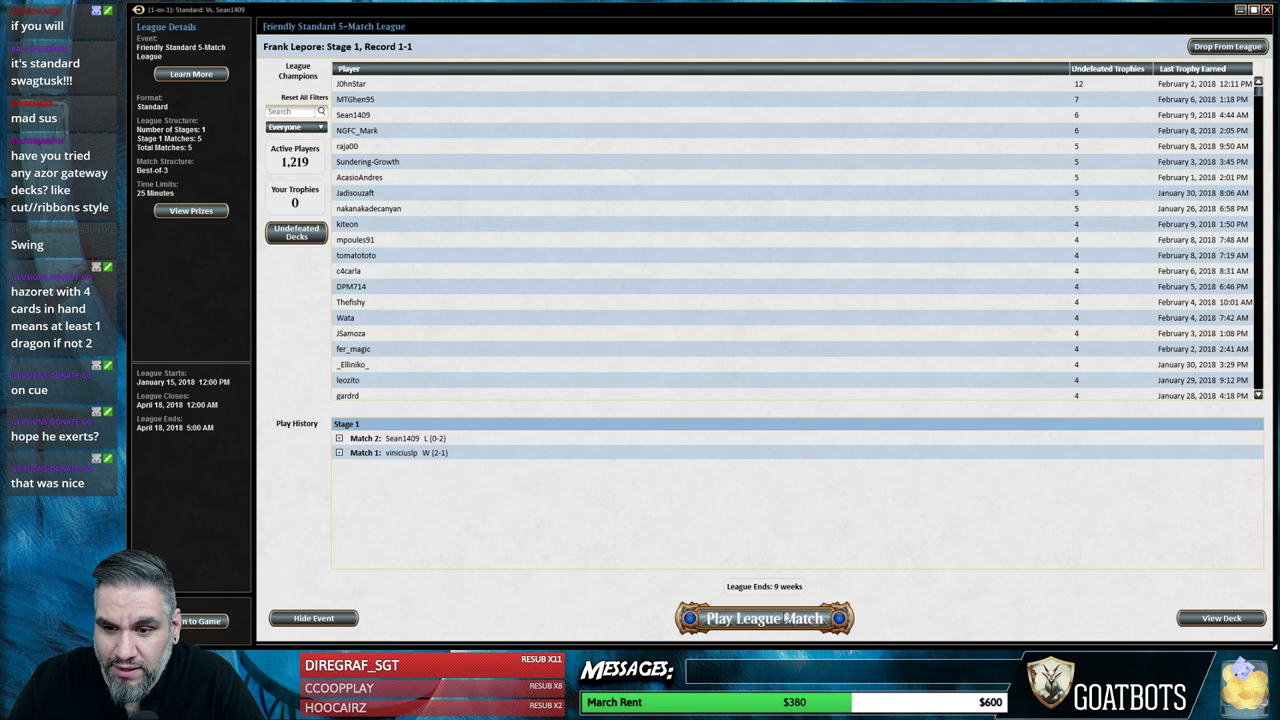 if you will
it's standard
swagtusk!!!
mad sus
have you tried
any azor gateway
decks? like
cut//ribbons style
Swing
ILLUSIONS_DONATE_GG
hazoret with 4
cards in hand
means at least 1
dragon if not 2
ILLUSIONS_DONATE_GG
on cue
ILLUSIONS_DONATE_GG
hope he exerts?
ILLUSIONS_DONATE_GG
that was nice
(1-on-1): Standard: Vs. Sean1409
League Details
Event:
Friendly Standard 5-Match
League
Learn More
Format:
Standard
League Structure:
Number of Stages: 1
Stage 1 Matches: 5
Total Matches: 5
Match Structure:
Best-of-3
Time Limits:
25 Minutes
View Prizes
League Starts:
January 15, 2018 12:00 PM
League Closes:
April 18, 2018 12:00 AM
League Ends:
April 18, 2018 5:00 AM
n to Game
Friendly Standard 5-Match League
Frank Lepore: Stage 1, Record 1-1
Drop From League
League
Champions
Reset All Filters
Search
Everyone
Active Players
1,219
Your Trophies
0
Undefeated
Decks
Player Undefeated Trophies Last Trophy Earned
J0hnStar 12 February 2, 2018 12:11 PM
MTGhen95 7 February 6, 2018 1:18 PM
Sean1409 6 February 9, 2018 4:44 AM
NGFC_Mark 6 February 8, 2018 2:05 PM
raja00 5 February 8, 2018 9:50 AM
Sundering-Growth 5 February 3, 2018 3:45 PM
AcasioAndres 5 February 1, 2018 2:01 PM
Jadisouzaft 5 January 30, 2018 8:06 AM
nakanakadecanyan 5 January 26, 2018 6:58 PM
kiteon 4 February 9, 2018 1:50 PM
mpoules91 4 February 8, 2018 7:48 AM
tomatototo 4 February 8, 2018 7:19 AM
c4carla 4 February 6, 2018 8:31 AM
DPM714 4 February 5, 2018 6:46 PM
Thefishy 4 February 4, 2018 10:01 AM
Wata 4 February 4, 2018 7:42 AM
JSamoza 4 February 3, 2018 1:08 PM
fer_magic 4 February 2, 2018 2:41 AM
_Elliniko_ 4 January 30, 2018 3:29 PM
leozito 4 January 29, 2018 9:12 PM
gardrd 4 January 28, 2018 4:18 PM
Play History
Stage 1
Match 2: Sean1409 L (0-2)
Match 1: viniciuslp W (2-1)
League Ends: 9 weeks
Hide Event
Play League Match
View Deck
DIREGRAF_SGT RESUB X11
CCOOPPLAY RESUB X8
HOOCAIRZ RESUB X2
MESSAGES:
March Rent $380 $600
GOATBOTS